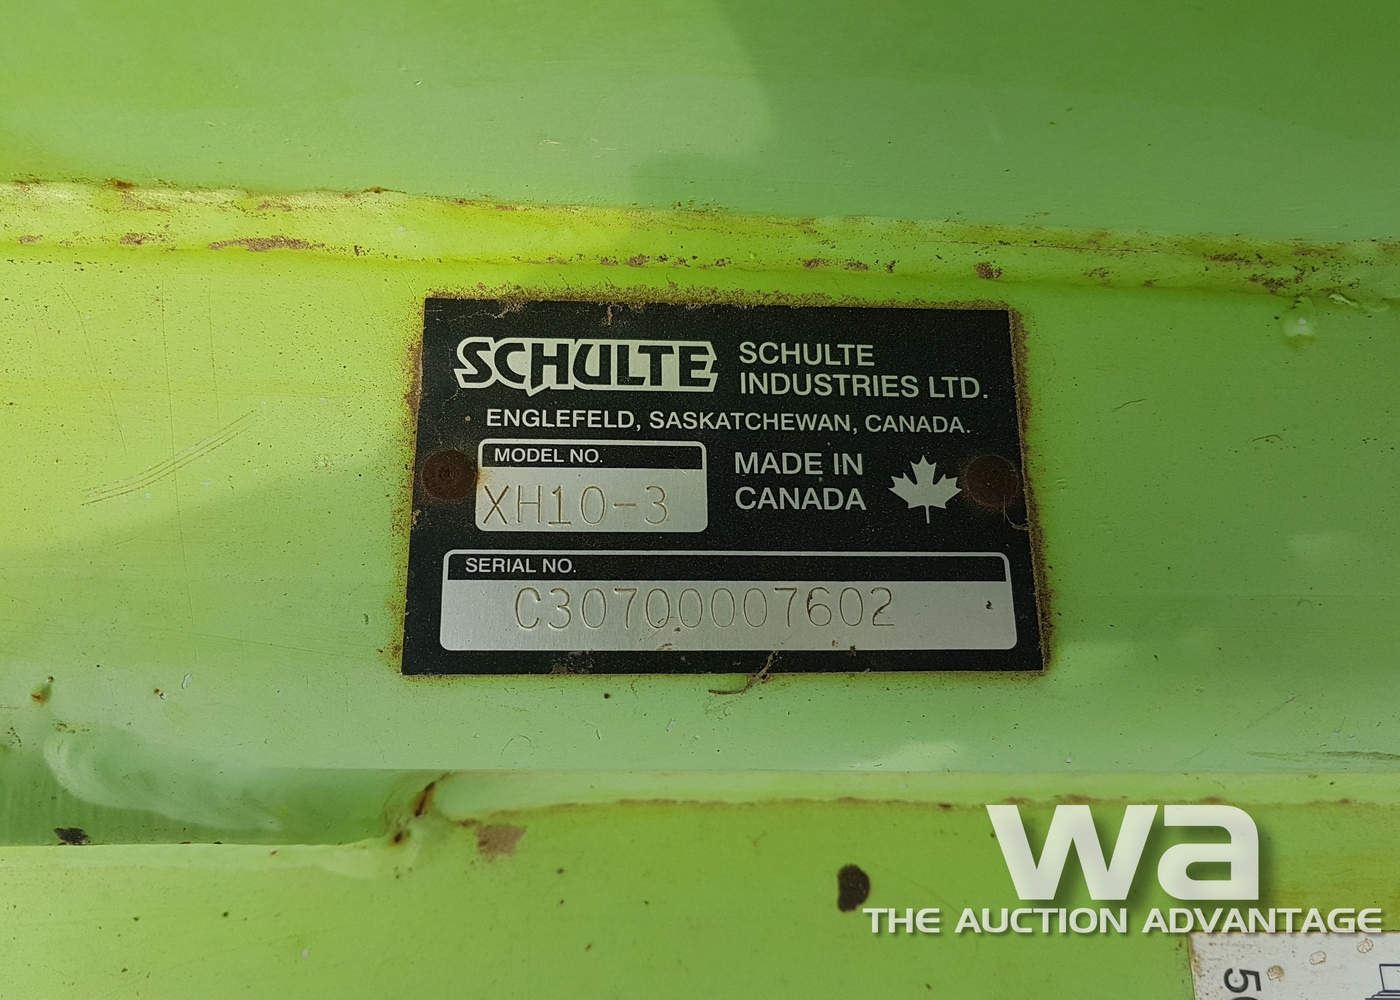 SCHULTE
SCHULTE
INDUSTRIES LTD.
ENGLEFELD, SASKATCHEWAN, CANADA.
MODEL NO.
XH10-3
MADE IN
CANADA
SERIAL NO.
C30700007602
wa
THE AUCTION ADVANTAGE
5